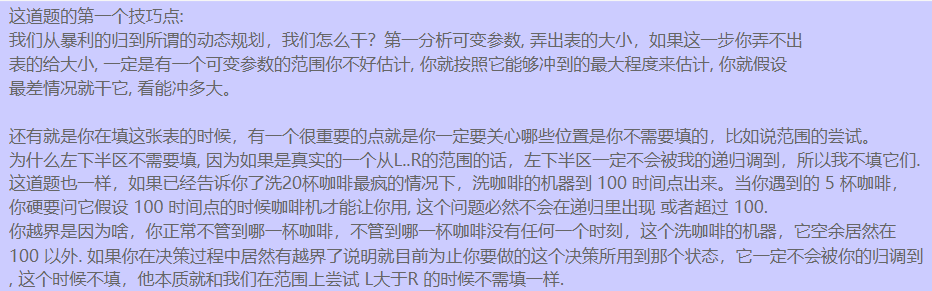 这道题的第一个技巧点:
我们从暴利的归到所谓的动态规划，我们怎么干？第一分析可变参数, 弄出表的大小，如果这一步你弄不出
表的给大小, 一定是有一个可变参数的范围你不好估计, 你就按照它能够冲到的最大程度来估计, 你就假设
最差情况就干它, 看能冲多大。
还有就是你在填这张表的时候，有一个很重要的点就是你一定要关心哪些位置是你不需要填的，比如说范围的尝试。
为什么左下半区不需要填, 因为如果是真实的一个从L..R的范围的话，左下半区一定不会被我的递归调到，所以我不填它们.
这道题也一样，如果已经告诉你了洗20杯咖啡最疯的情况下，洗咖啡的机器到 100 时间点出来。当你遇到的 5 杯咖啡，
你硬要问它假设 100 时间点的时候咖啡机才能让你用, 这个问题必然不会在递归里出现 或者超过 100.
你越界是因为啥，你正常不管到哪一杯咖啡，不管到哪一杯咖啡没有任何一个时刻，这个洗咖啡的机器，它空余居然在
100 以外. 如果你在决策过程中居然有越界了说明就目前为止你要做的这个决策所用到那个状态，它一定不会被你的归调到
, 这个时候不填，他本质就和我们在范围上尝试 L大于R 的时候不需填一样.